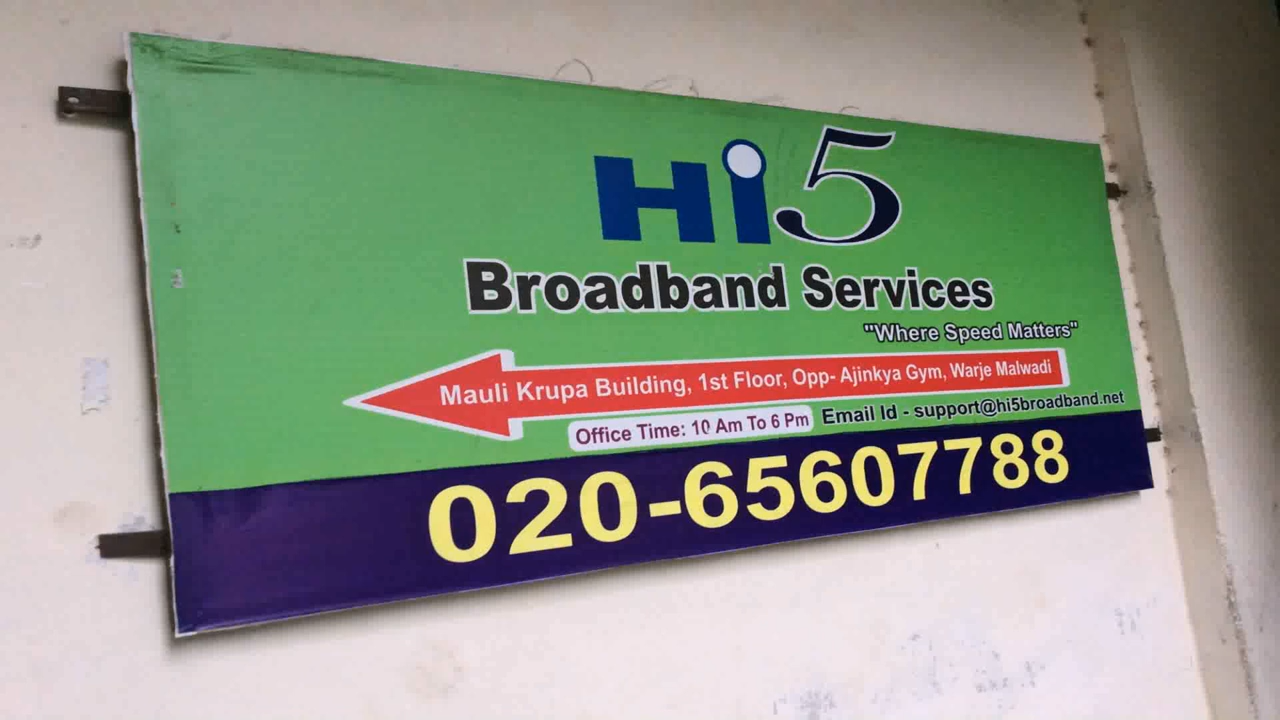 Hi5
Broadband Services
"Where Speed Matters"
Mauli Krupa Building, 1st Floor, Opp- Ajinkya Gym, Warje Malwadi
Office Time: 10 Am To 6 Pm Email Id - support@hi5broadband.net
020-65607788